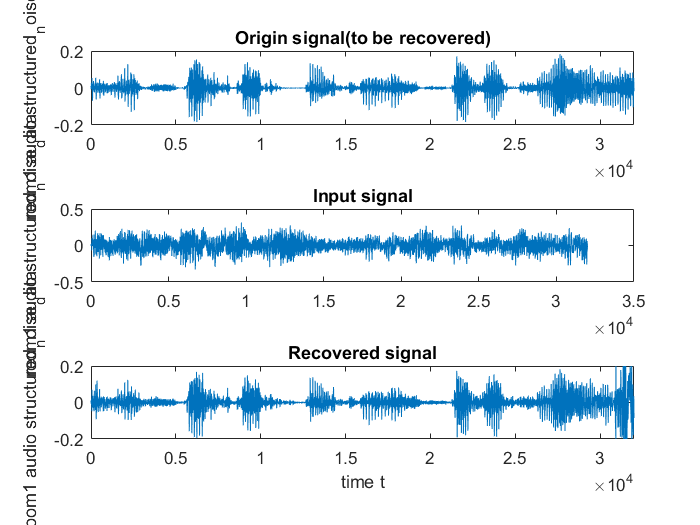 Origin signal(to be recovered)
0.2
0
-0.2
0 0.5 1 1.5 2 2.5 3
×10^4
Input signal
0.5
0
-0.5
0 0.5 1 1.5 2 2.5 3 3.5
×10^4
Recovered signal
0.2
0
-0.2
0 0.5 1 1.5 2 2.5 3
×10^4
time t